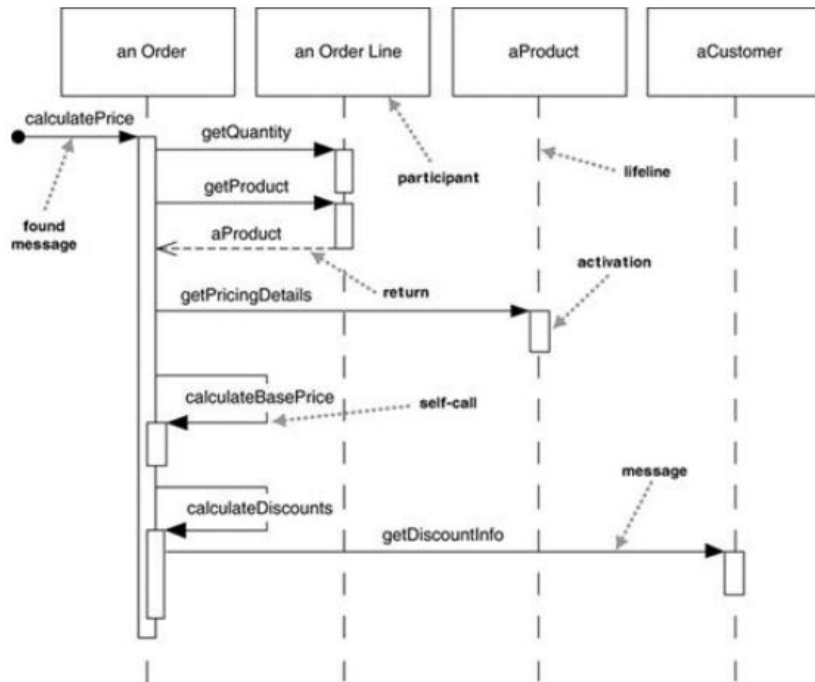 an Order
an Order Line
aProduct
aCustomer
calculatePrice
getQuantity
getProduct
participant
lifeline
found
message
aProduct
return
activation
getPricingDetails
calculateBasePrice
self-call
message
calculateDiscounts
getDiscountInfo